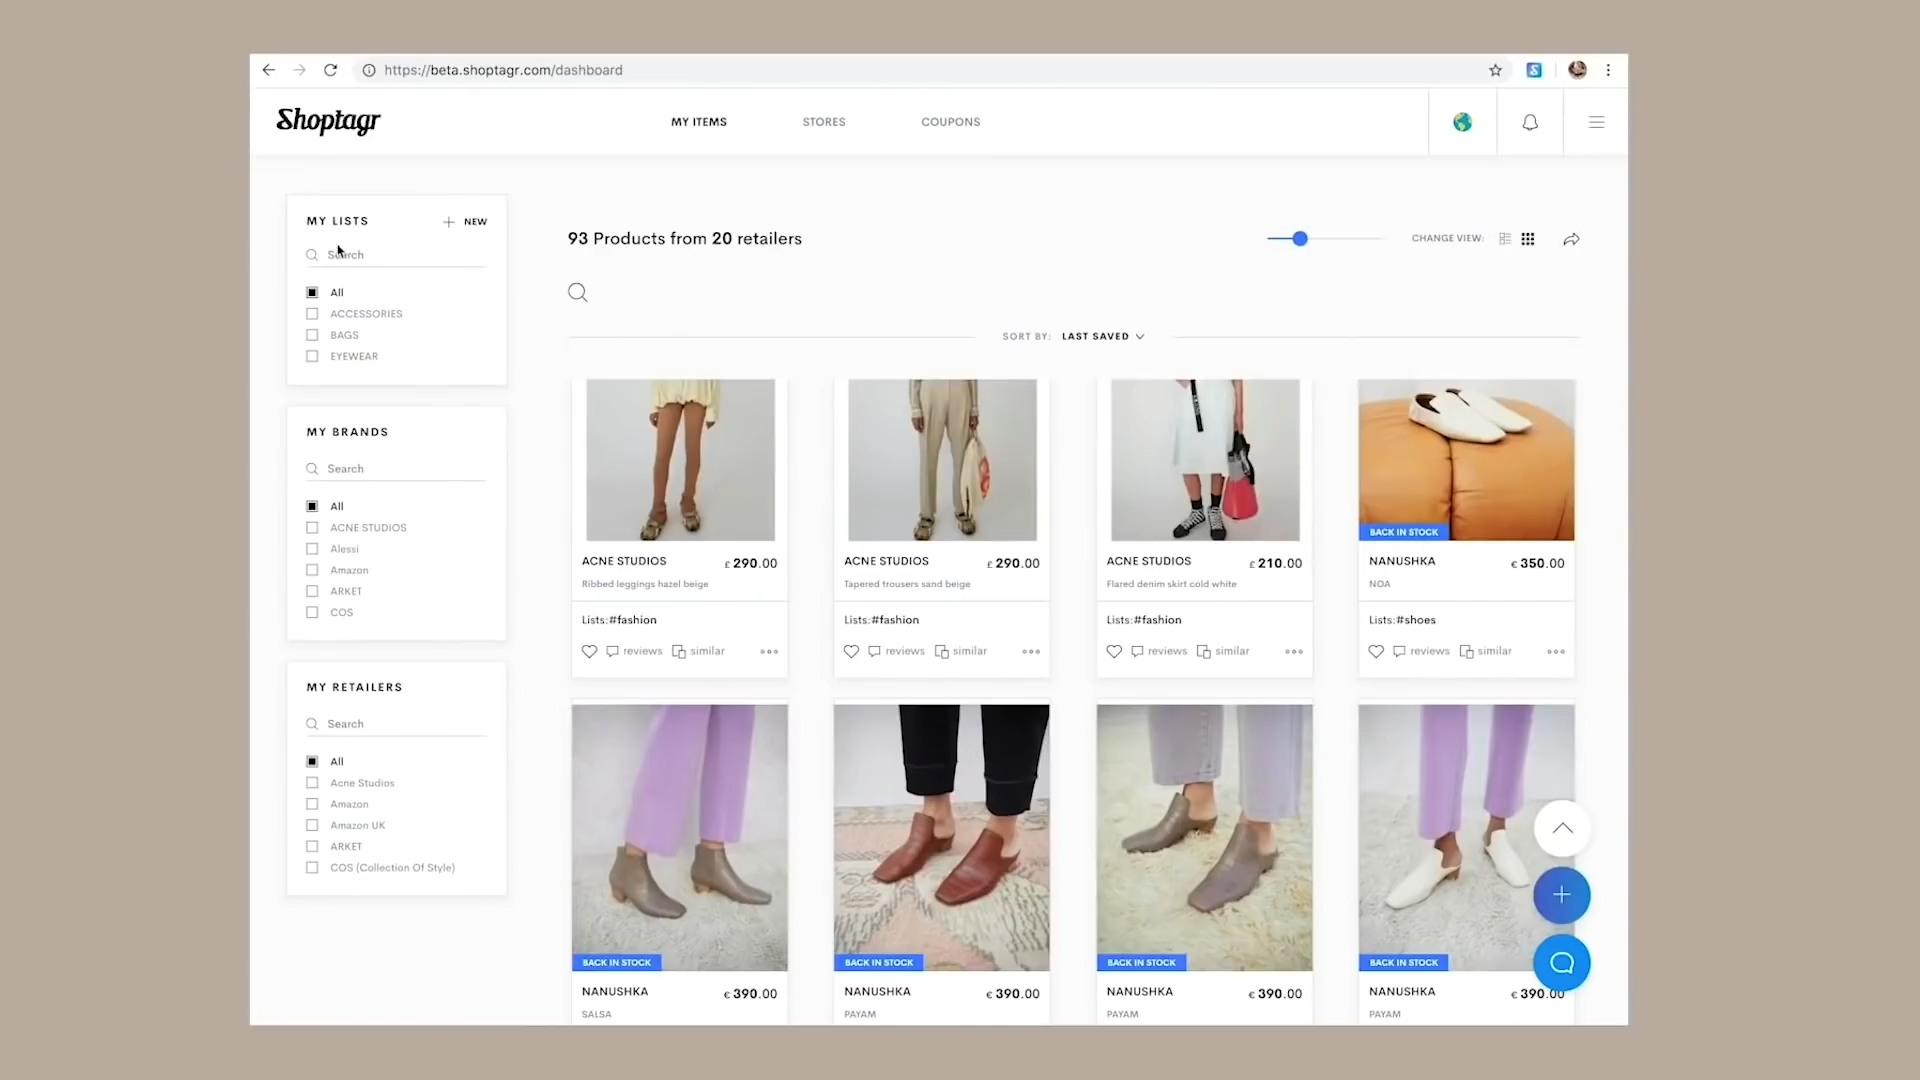 https://beta.shoptagr.com/dashboard
Shoptagr
MY ITEMS
STORES
COUPONS
MY LISTS
NEW
Search
All
ACCESSORIES
BAGS
EYEWEAR
MY BRANDS
Search
All
ACNE STUDIOS
Alessi
Amazon
ARKET
COS
MY RETAILERS
Search
All
Acne Studios
Amazon
Amazon UK
ARKET
COS (Collection Of Style)
93 Products from 20 retailers
CHANGE VIEW:
SORT BY: LAST SAVED
ACNE STUDIOS £ 290.00
Ribbed leggings hazel beige
Lists:#fashion
reviews similar
ACNE STUDIOS £ 290.00
Tapered trousers sand beige
Lists:#fashion
reviews similar
ACNE STUDIOS £ 210.00
Flared denim skirt cold white
Lists:#fashion
reviews similar
BACK IN STOCK
NANUSHKA € 350.00
NOA
Lists:#shoes
reviews similar
BACK IN STOCK
NANUSHKA € 390.00
SALSA
BACK IN STOCK
NANUSHKA € 390.00
PAYAM
BACK IN STOCK
NANUSHKA € 390.00
PAYAM
BACK IN STOCK
NANUSHKA € 390.00
PAYAM